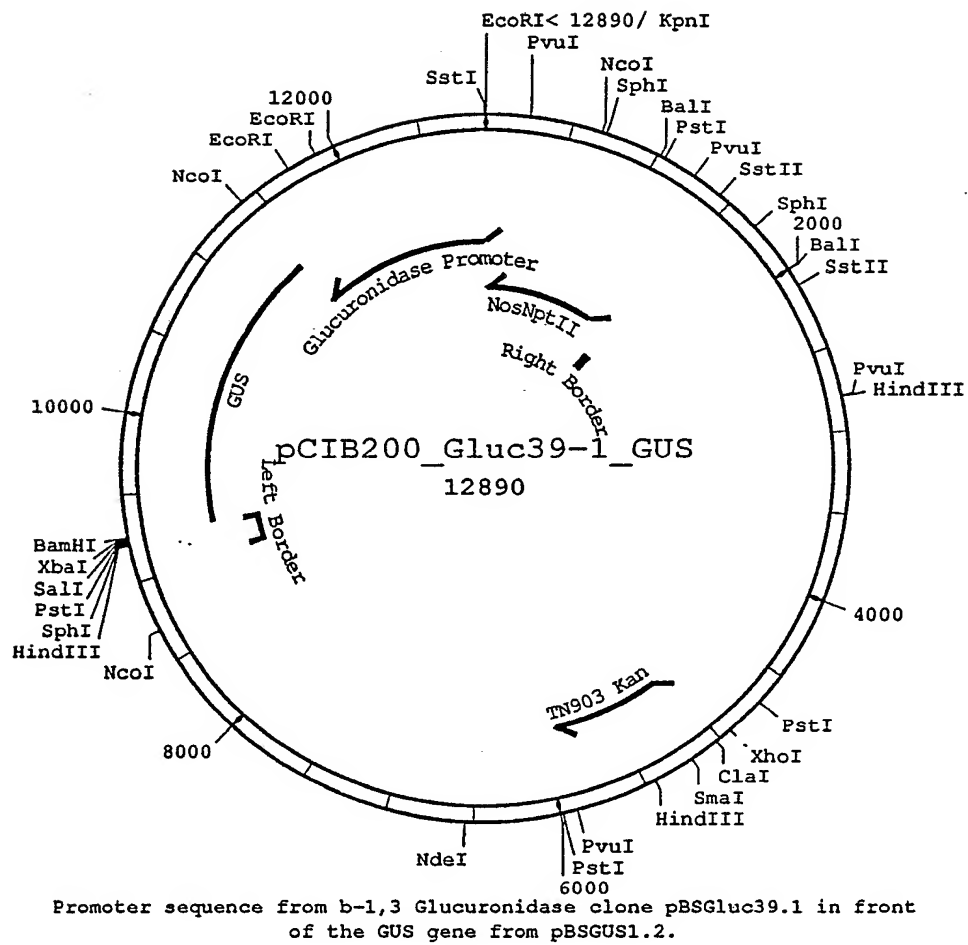 EcoRI< 12890/ KpnI
PvuI
SstI
NcoI
SphI
12000
EcoRI
BalI
PstI
EcoRI
PvuI
SstII
NcoI
SphI
2000
BalI
SstII
Glucuronidase Promoter
NosNptII
Right Border
GUS
PvuI
HindIII
10000
pCIB200_Gluc39-1_GUS
12890
Left Border
BamHI
XbaI
SalI
PstI
SphI
HindIII
NcoI
4000
TN903 Kan
PstI
XhoI
ClaI
SmaI
HindIII
8000
PvuI
NdeI
PstI
6000
Promoter sequence from b-1,3 Glucuronidase clone pBSGluc39.1 in front
of the GUS gene from pBSGUS1.2.